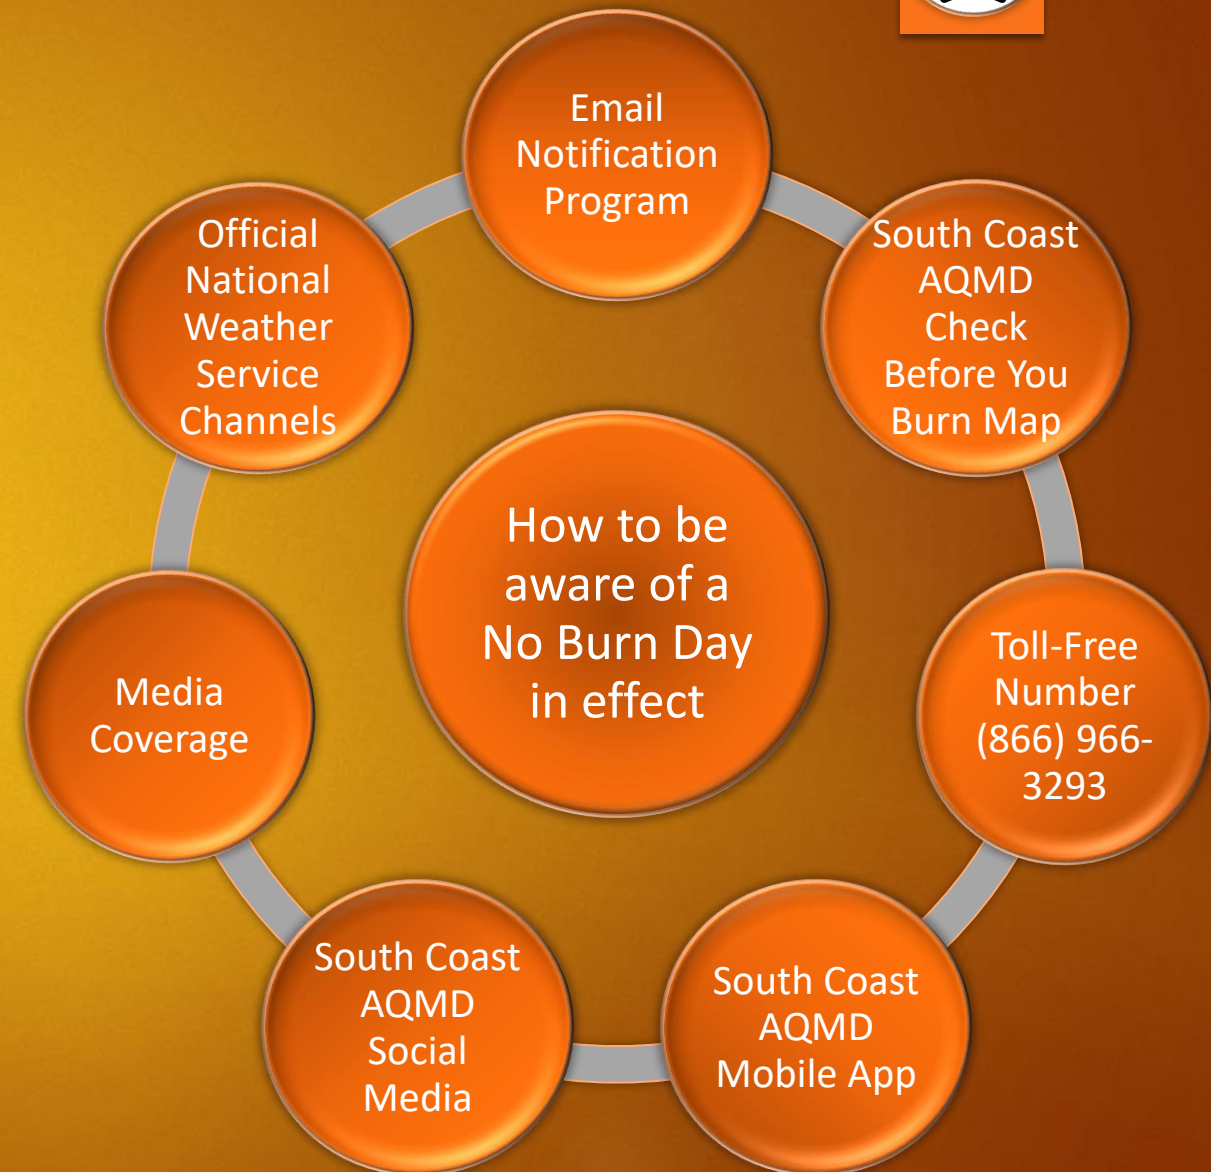 Email
Notification
Program
South Coast
AQMD
Check
Before You
Burn Map
Toll-Free
Number
(866) 966-
3293
South Coast
AQMD
Mobile App
South Coast
AQMD
Social
Media
Media
Coverage
Official
National
Weather
Service
Channels
How to be
aware of a
No Burn Day
in effect